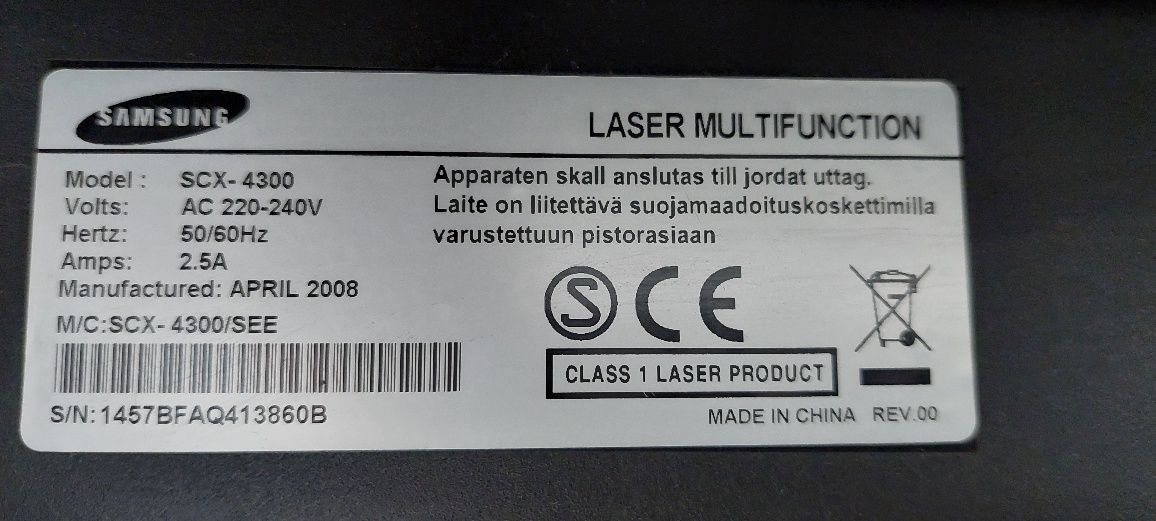 SAMSUNG
LASER MULTIFUNCTION
Model : SCX- 4300
Volts: AC 220-240V
Hertz: 50/60Hz
Amps: 2.5A
Manufactured: APRIL 2008
M/C:SCX- 4300/SEE
S/N: 1457BFAQ413860B
Apparaten skall anslutas till jordat uttag.
Laite on liitettävä suojamaadoituskoskettimilla
varustettuun pistorasiaan
S CE
CLASS 1 LASER PRODUCT
MADE IN CHINA REV.00